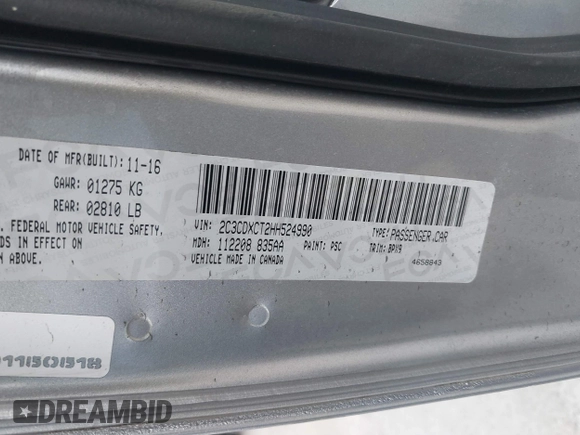 DATE OF MFR(BUILT): 11-16
GAWR: 01275 KG
REAR: 02810 LB
. FEDERAL MOTOR VEHICLE SAFETY.
DS IN EFFECT ON
N ABOVE.
VIN: 2C3CDXCT2HH524990
TYPE: PASSENGER CAR
MDH: 112208 835AA
PAINT: PSC
TRIM: BPX9
VEHICLE MADE IN CANADA
4658843
DREAMBID